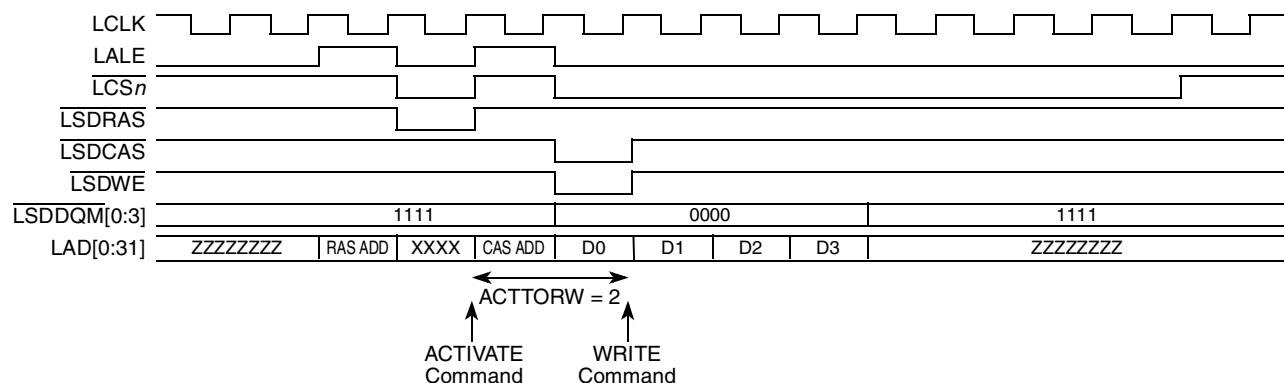 LCLK
LALE
LCSn
LSDRAS
LSDCAS
LSDWE
LSDDQM[0:3] 1111 0000 1111
LAD[0:31] ZZZZZZZZ RAS ADD XXXX CAS ADD D0 D1 D2 D3 ZZZZZZZZ
ACTTORW = 2
ACTIVATE WRITE
Command Command